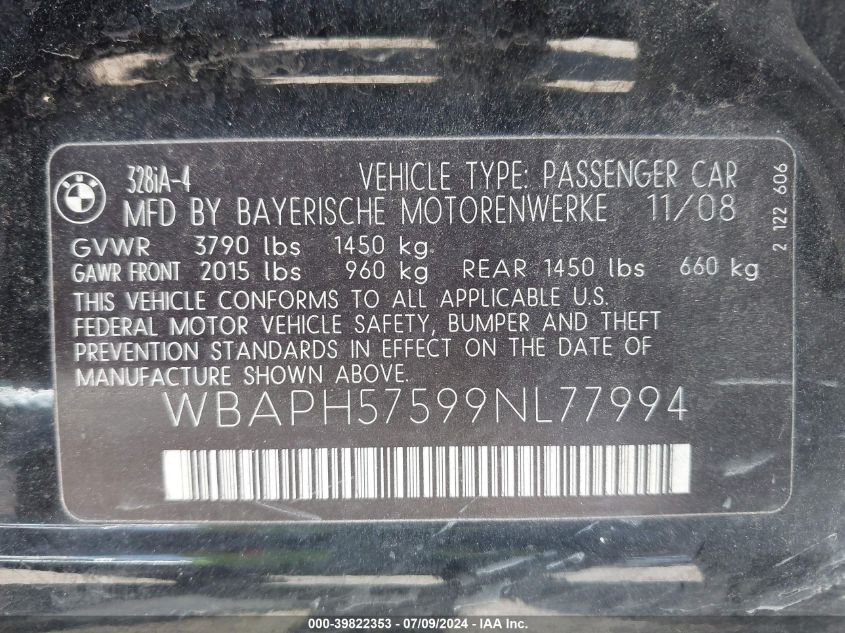 BMW
328iA-4 VEHICLE TYPE: PASSENGER CAR
MFD BY BAYERISCHE MOTORENWERKE 11/08
GVWR 3790 lbs 1450 kg
GAWR FRONT 2015 lbs 960 kg REAR 1450 lbs 660 kg
THIS VEHICLE CONFORMS TO ALL APPLICABLE U.S.
FEDERAL MOTOR VEHICLE SAFETY, BUMPER AND THEFT
PREVENTION STANDARDS IN EFFECT ON THE DATE OF
MANUFACTURE SHOWN ABOVE.
WBAPH57599NL77994
2 122 606
000-39822353 - 07/09/2024 - IAA Inc.